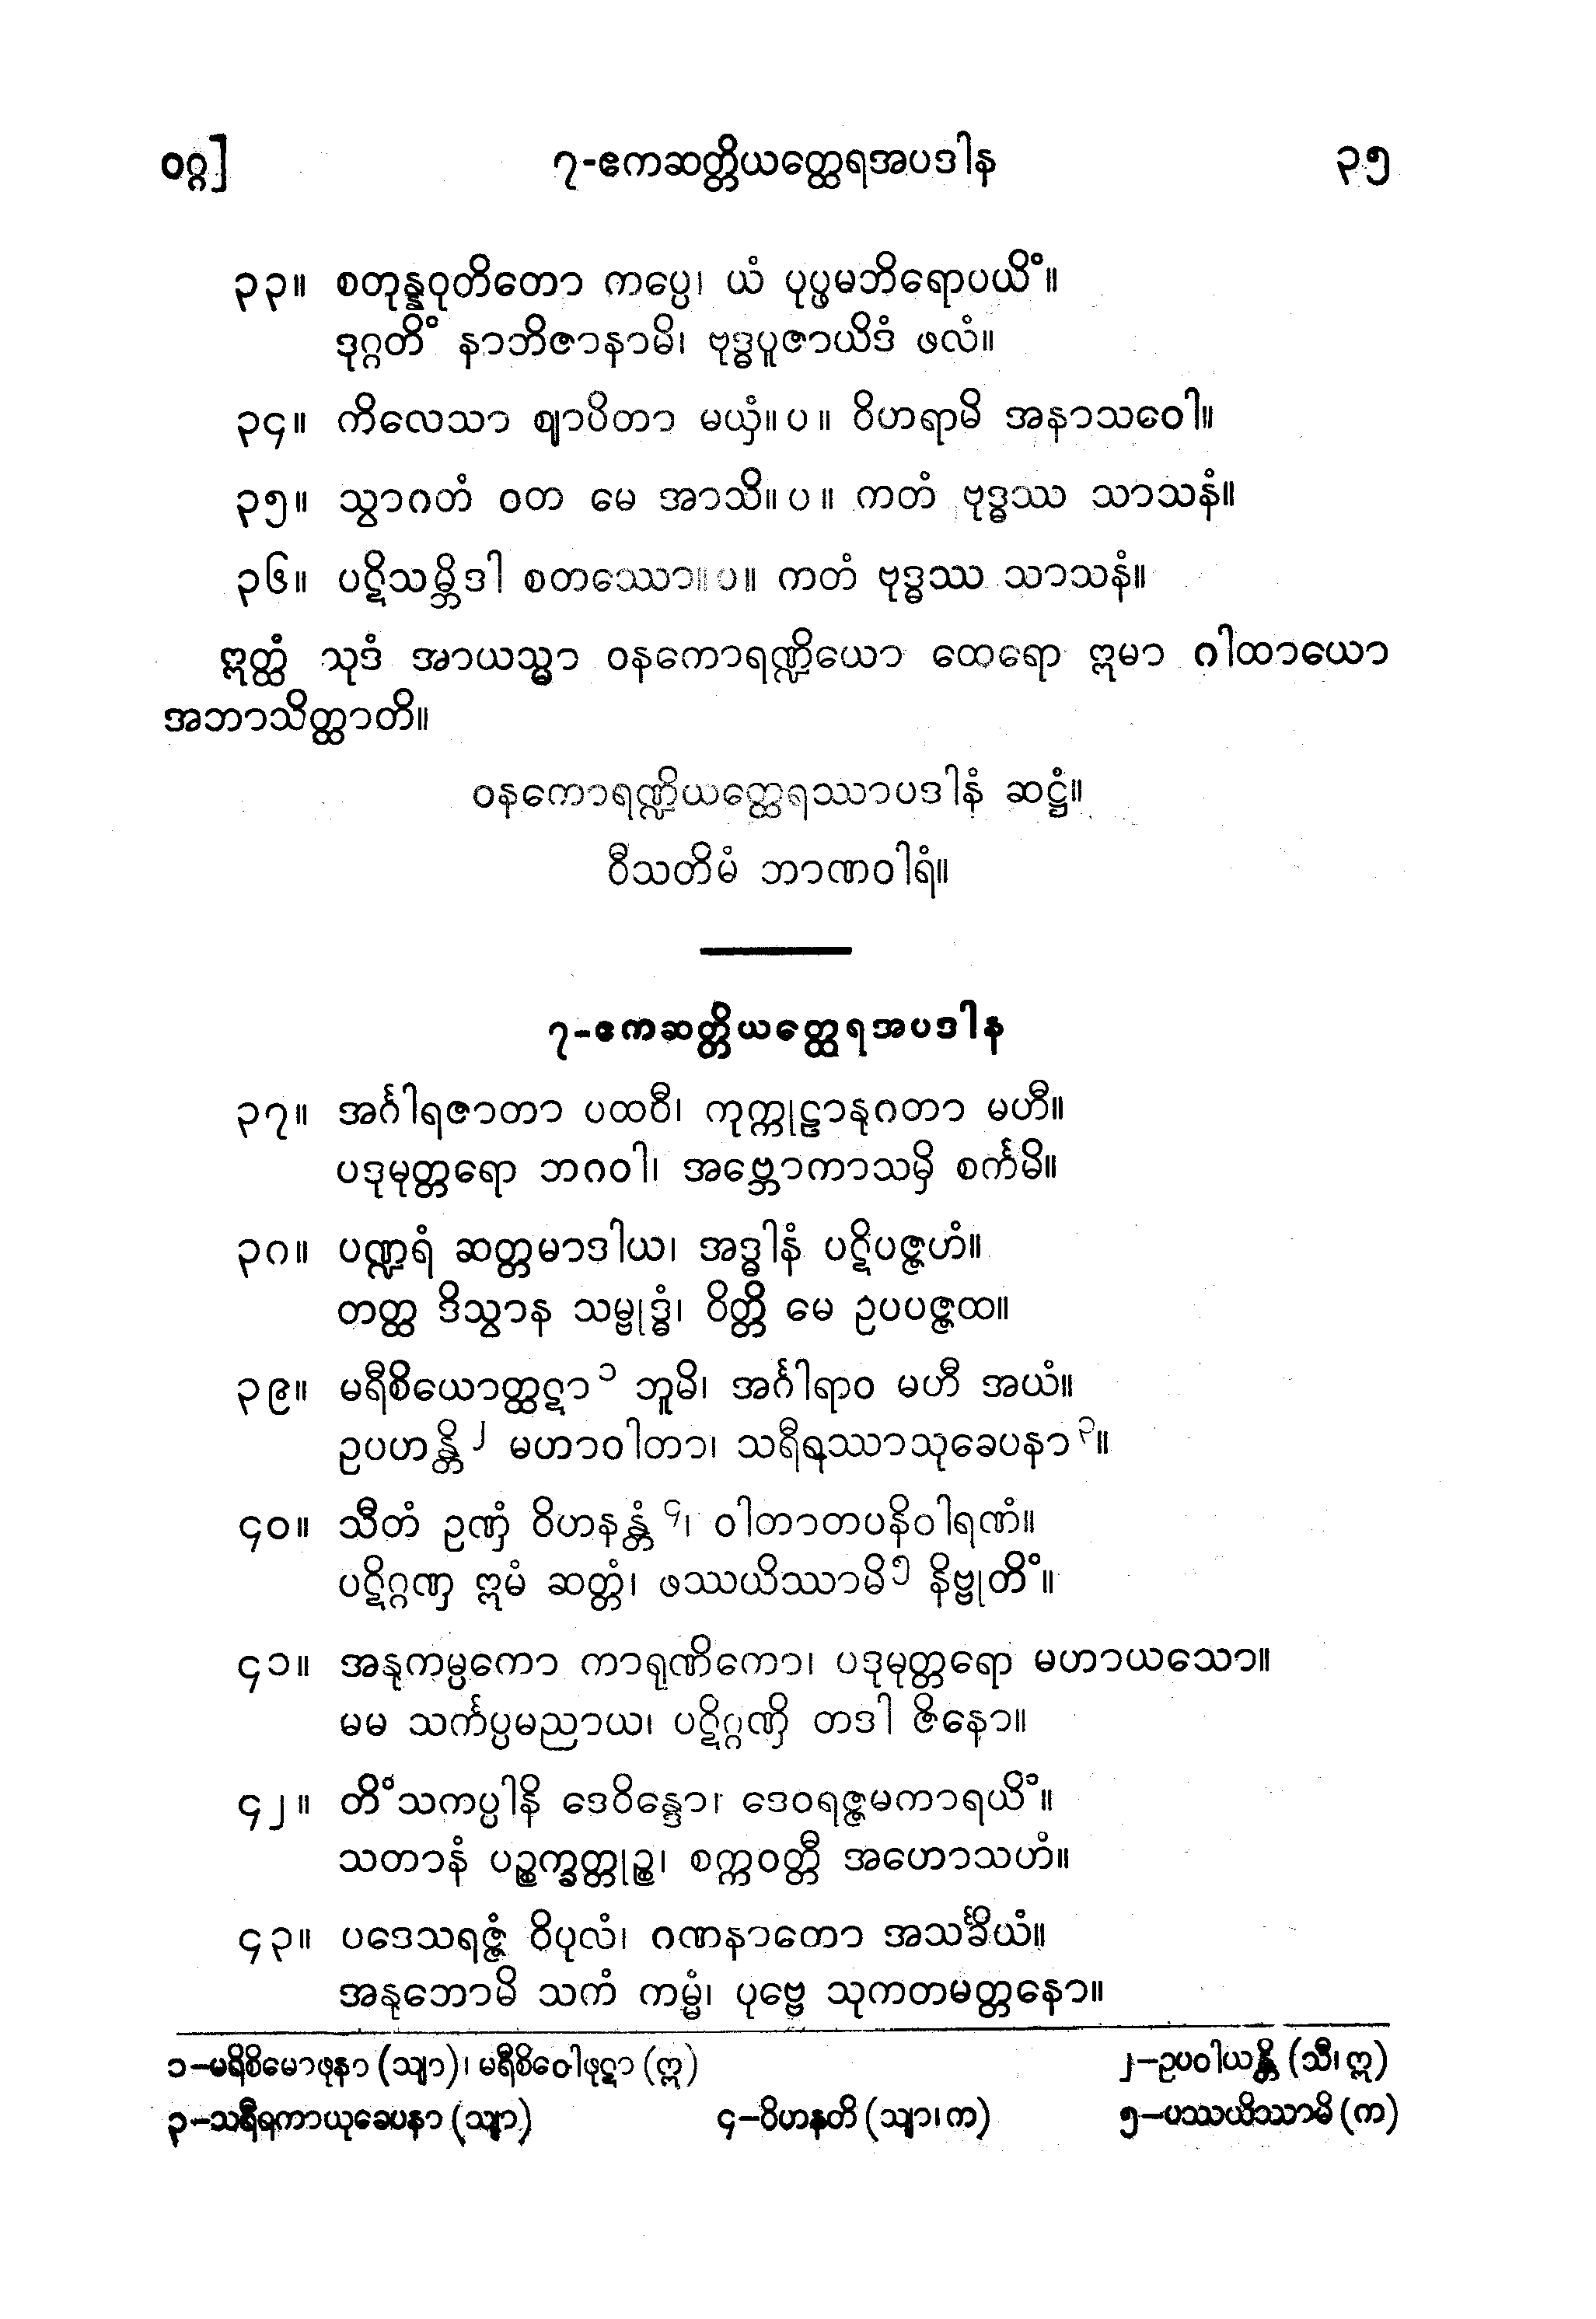 ဝဂ္ဂ] ၇-ဧကဆတ္တိယတ္ထေရအပဒါန ၃၅
၃၃။ စတုန္နဝုတိတော ကပ္ပေ၊ ယံ ပုပ္ဖမဘိရောပယိံ။
ဒုဂ္ဂတိံ နာဘိဇာနာမိ၊ ဗုဒ္ဓပူဇာယိဒံ ဖလံ။
၃၄။ ကိလေသာ ဈာပိတာ မယှံ။ပ။ ဝိဟရာမိ အနာသဝေါ။
၃၅။ သွာဂတံ ဝတ မေ အာသိ။ပ။ ကတံ ဗုဒ္ဓဿ သာသနံ။
၃၆။ ပဋိသမ္ဘိဒါ စတဿော။ပ။ ကတံ ဗုဒ္ဓဿ သာသနံ။
ဣတ္ထံ သုဒံ အာယသ္မာ ဝနကောရဏ္ဍိယော ထေရော ဣမာ ဂါထာယော
အဘာသိတ္ထာတိ။
ဝနကောရဏ္ဍိယတ္ထေရဿာပဒါနံ ဆဋ္ဌံ။
ဝီသတိမံ ဘာဏဝါရံ။
၇-ဧကဆတ္တိယတ္ထေရအပဒါန
၃၇။ အင်္ဂါရဇာတာ ပထဝီ၊ ကုက္ကုဠာနုဂတာ မဟီ။
ပဒုမုတ္တရော ဘဂဝါ၊ အဗ္ဘောကာသမှိ စင်္ကမိ။
၃၈။ ပဏ္ဍရံ ဆတ္တမာဒါယ၊ အဒ္ဓါနံ ပဋိပဇ္ဇဟံ။
တတ္ထ ဒိသွာန သမ္ဗုဒ္ဓံ၊ ဝိတ္တိ မေ ဥပပဇ္ဇထ။
၃၉။ မရီစိယောတ္ထဋာ၁ ဘူမိ၊ အင်္ဂါရာဝ မဟီ အယံ။
ဥပဟန္တိ၂ မဟာဝါတာ၊ သရီရဿာသုခေပနာ၃။
၄၀။ သီတံ ဥဏှံ ဝိဟနန္တံ၄၊ ဝါတာတပနိဝါရဏံ။
ပဋိဂ္ဂဏှ ဣမံ ဆတ္တံ၊ ဖဿယိဿာမိ၅ နိဗ္ဗုတိံ။
၄၁။ အနုကမ္ပကော ကာရုဏိကော၊ ပဒုမုတ္တရော မဟာယသော။
မမ သင်္ကပ္ပမညာယ၊ ပဋိဂ္ဂဏှိ တဒါ ဇိနော။
၄၂။ တိံသကပ္ပါနိ ဒေဝိန္ဒော၊ ဒေဝရဇ္ဇမကာရယိံ။
သတာနံ ပဉ္စက္ခတ္တုဉ္စ၊ စက္ကဝတ္တီ အဟောသဟံ။
၄၃။ ပဒေသရဇ္ဇံ ဝိပုလံ၊ ဂဏနာတော အသင်္ခိယံ။
အနုဘောမိ သကံ ကမ္မံ၊ ပုဗ္ဗေ သုကတမတ္တနော။
၁-မရီစိမောဖုနာ (သျာ)၊ မရီစိဝေါဖုဋာ (ဣ) ၂-ဥပဝါယန္တိ (သီ၊ ဣ)
၃-သရီရကာယုခေပနာ (သျာ) ၄-ဝိဟနတိ (သျာ၊ က) ၅-ပဿယိဿာမိ (က)